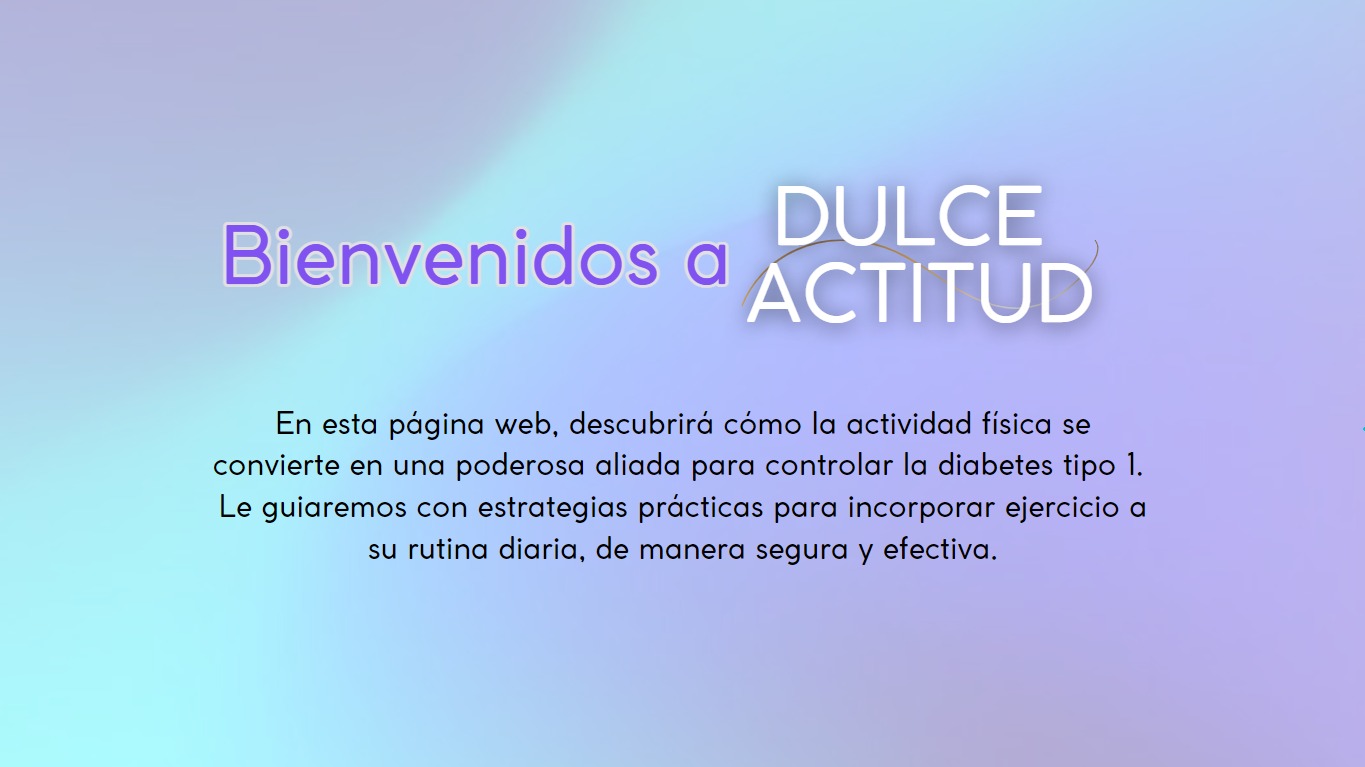 Bienvenidos a
DULCE
ACTITUD
En esta página web, descubrirá cómo la actividad física se
convierte en una poderosa aliada para controlar la diabetes tipo 1.
Le guiaremos con estrategias prácticas para incorporar ejercicio a
su rutina diaria, de manera segura y efectiva.